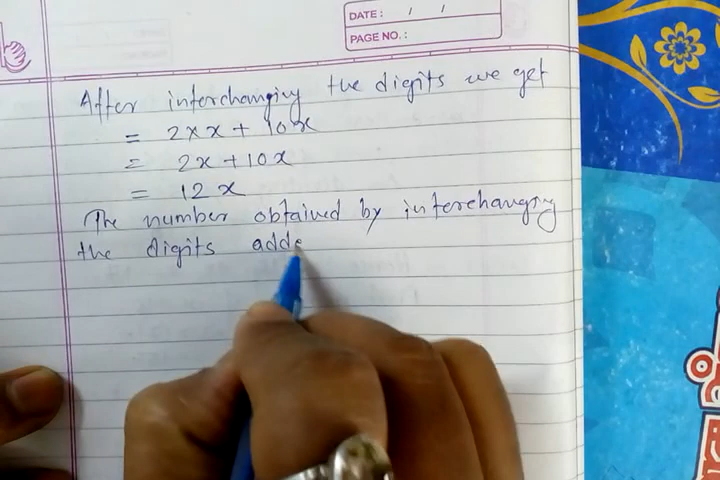 DATE: / /
PAGE NO.:
After interchanging the digits we get
= 2×x + 10x
= 2x+10x
= 12x
The number obtained by interchanging
the digits adde